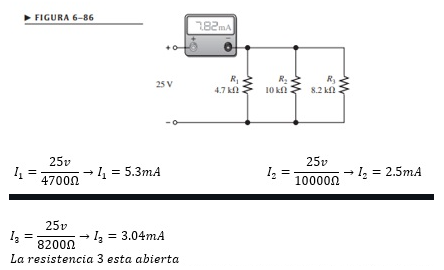 ► FIGURA 6–86
7.82 mA
+ −
+
25 V
R₁ 4.7 kΩ
R₂ 10 kΩ
R₃ 8.2 kΩ
−
I₁ = 25v / 4700Ω → I₁ = 5.3mA
I₂ = 25v / 10000Ω → I₂ = 2.5mA
I₃ = 25v / 8200Ω → I₃ = 3.04mA
La resistencia 3 esta abierta